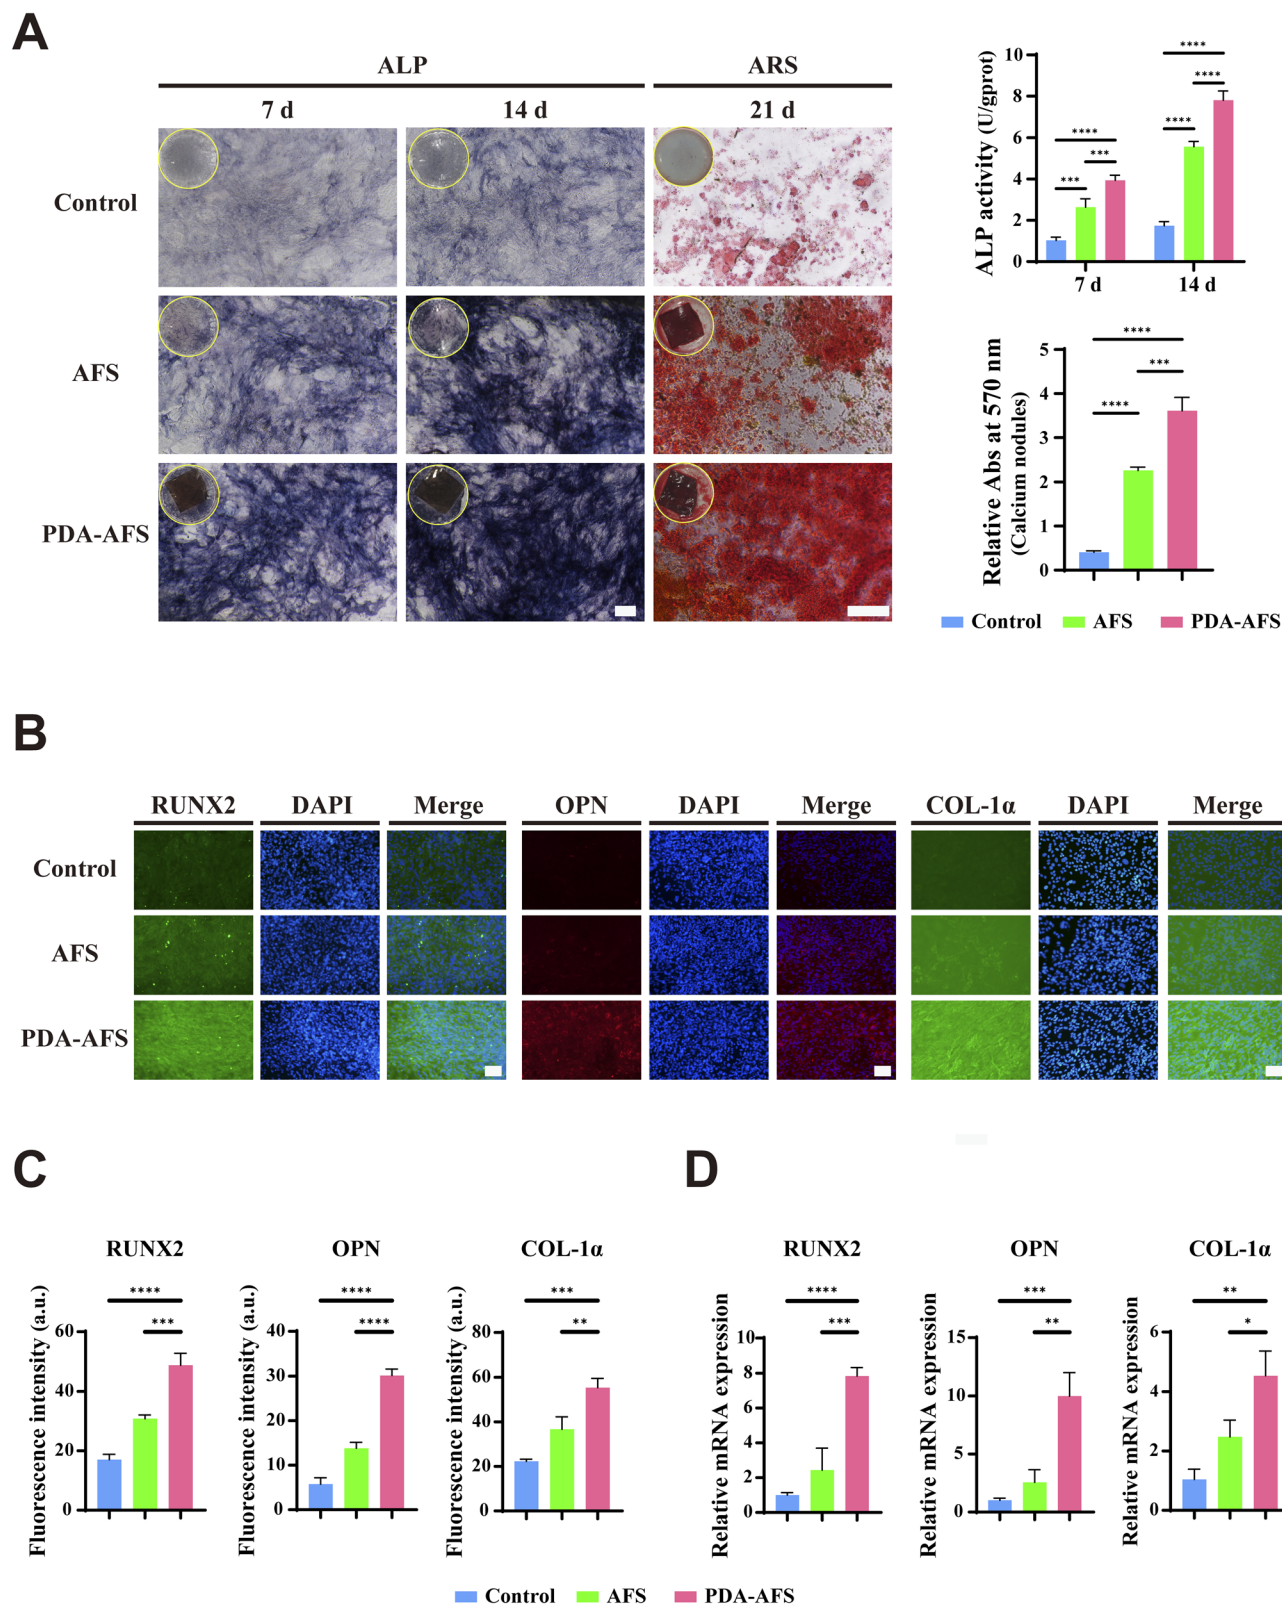 A
ALP
ARS
7 d
14 d
21 d
Control
AFS
PDA-AFS
ALP activity (U/gprot)
10
8
6
4
2
0
****
****
****
****
***
***
7 d
14 d
Relative Abs at 570 nm
(Calcium nodules)
5
4
3
2
1
0
****
***
****
Control
AFS
PDA-AFS
B
RUNX2
DAPI
Merge
OPN
DAPI
Merge
COL-1α
DAPI
Merge
Control
AFS
PDA-AFS
C
RUNX2
Fluorescence intensity (a.u.)
60
40
20
0
****
***
OPN
Fluorescence intensity (a.u.)
40
30
20
10
0
****
****
COL-1α
Fluorescence intensity (a.u.)
80
60
40
20
0
***
**
D
RUNX2
Relative mRNA expression
10
8
6
4
2
0
****
***
OPN
Relative mRNA expression
15
10
5
0
***
**
COL-1α
Relative mRNA expression
6
4
2
0
**
*
Control
AFS
PDA-AFS